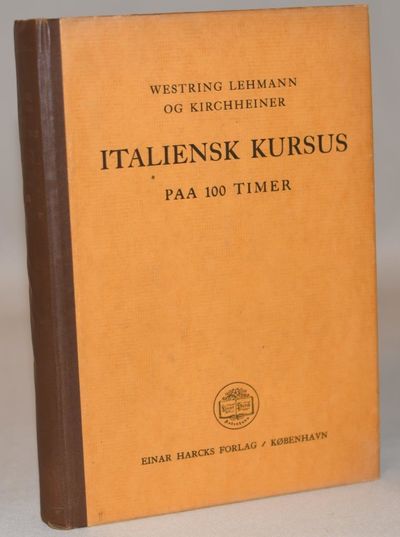 WESTRING LEHMANN
OG KIRCHHEINER
ITALIENSK KURSUS
PAA 100 TIMER
EINAR HARCKS FORLAG / KØBENHAVN